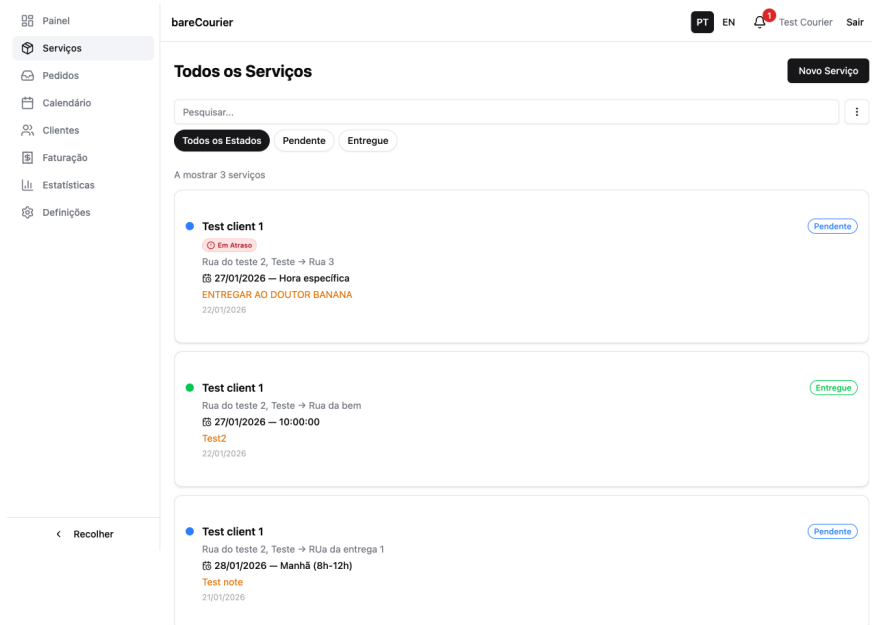 Painel
Serviços
Pedidos
Calendário
Clientes
Faturação
Estatísticas
Definições
Recolher
bareCourier
PT
EN
1
Test Courier
Sair
Todos os Serviços
Novo Serviço
Pesquisar...
Todos os Estados
Pendente
Entregue
A mostrar 3 serviços
Test client 1
Pendente
Em Atraso
Rua do teste 2, Teste → Rua 3
27/01/2026 — Hora específica
ENTREGAR AO DOUTOR BANANA
22/01/2026
Test client 1
Entregue
Rua do teste 2, Teste → Rua da bem
27/01/2026 — 10:00:00
Test2
22/01/2026
Test client 1
Pendente
Rua do teste 2, Teste → RUa da entrega 1
28/01/2026 — Manhã (8h-12h)
Test note
21/01/2026